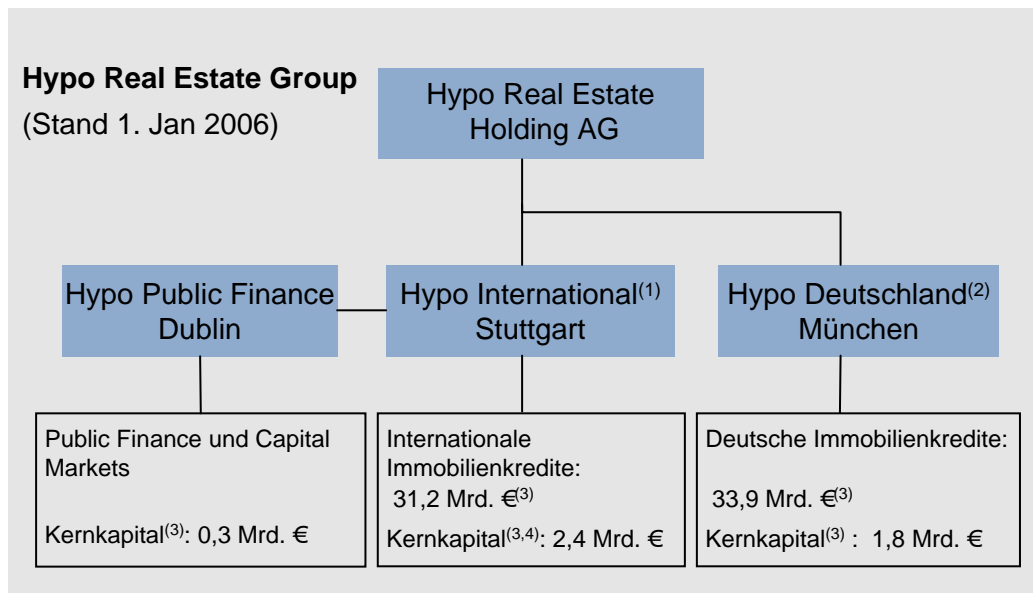 Hypo Real Estate Group
(Stand 1. Jan 2006)
Hypo Real Estate
Holding AG
Hypo Public Finance
Dublin
Hypo International(1)
Stuttgart
Hypo Deutschland(2)
München
Public Finance und Capital
Markets
Kernkapital(3): 0,3 Mrd. €
Internationale
Immobilienkredite:
31,2 Mrd. €(3)
Kernkapital(3,4): 2,4 Mrd. €
Deutsche Immobilienkredite:
33,9 Mrd. €(3)
Kernkapital(3) : 1,8 Mrd. €